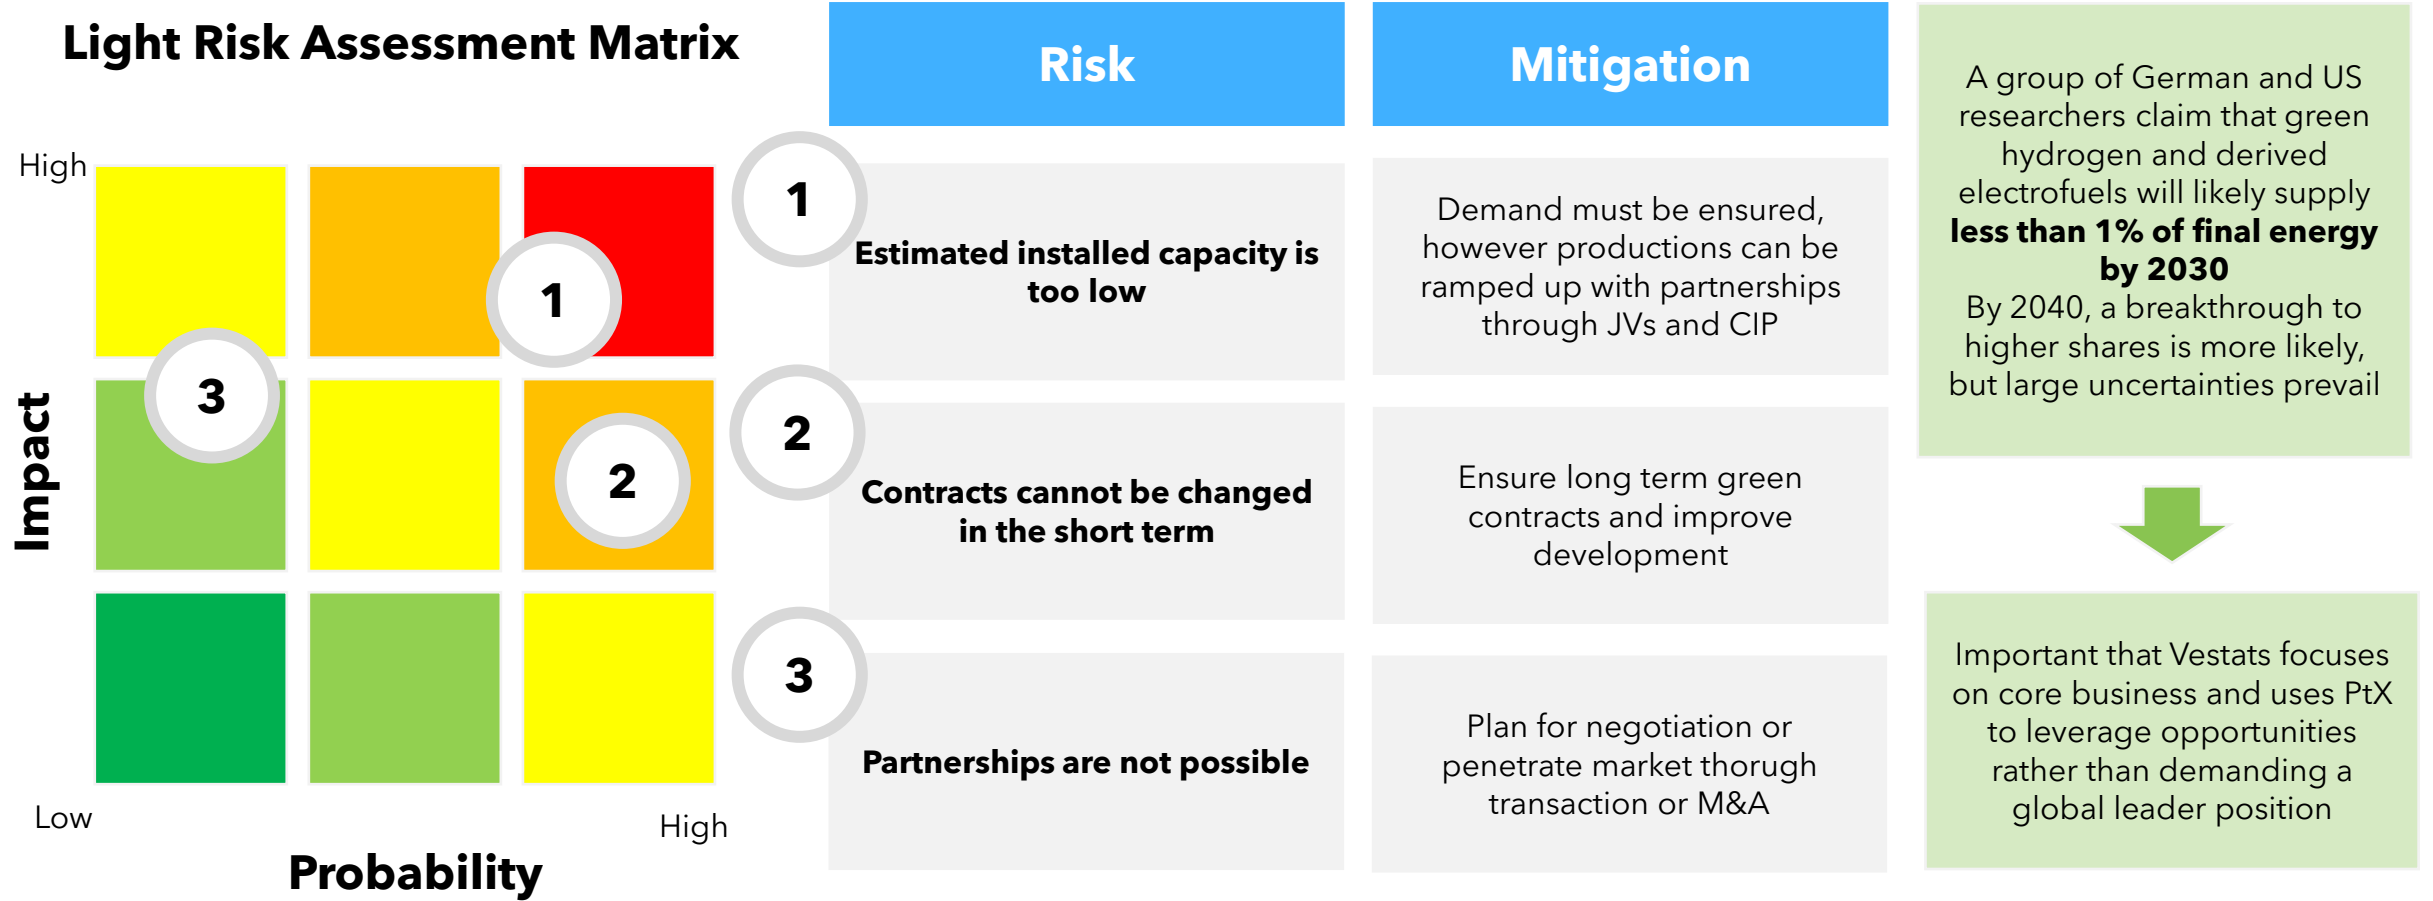 Light Risk Assessment Matrix
High
1
3
2
Impact
Low
High
Probability
Risk
Mitigation
1
Estimated installed capacity is
too low
Demand must be ensured,
however productions can be
ramped up with partnerships
through JVs and CIP
2
Contracts cannot be changed
in the short term
Ensure long term green
contracts and improve
development
3
Partnerships are not possible
Plan for negotiation or
penetrate market thorugh
transaction or M&A
A group of German and US
researchers claim that green
hydrogen and derived
electrofuels will likely supply
less than 1% of final energy
by 2030
By 2040, a breakthrough to
higher shares is more likely,
but large uncertainties prevail
Important that Vestats focuses
on core business and uses PtX
to leverage opportunities
rather than demanding a
global leader position